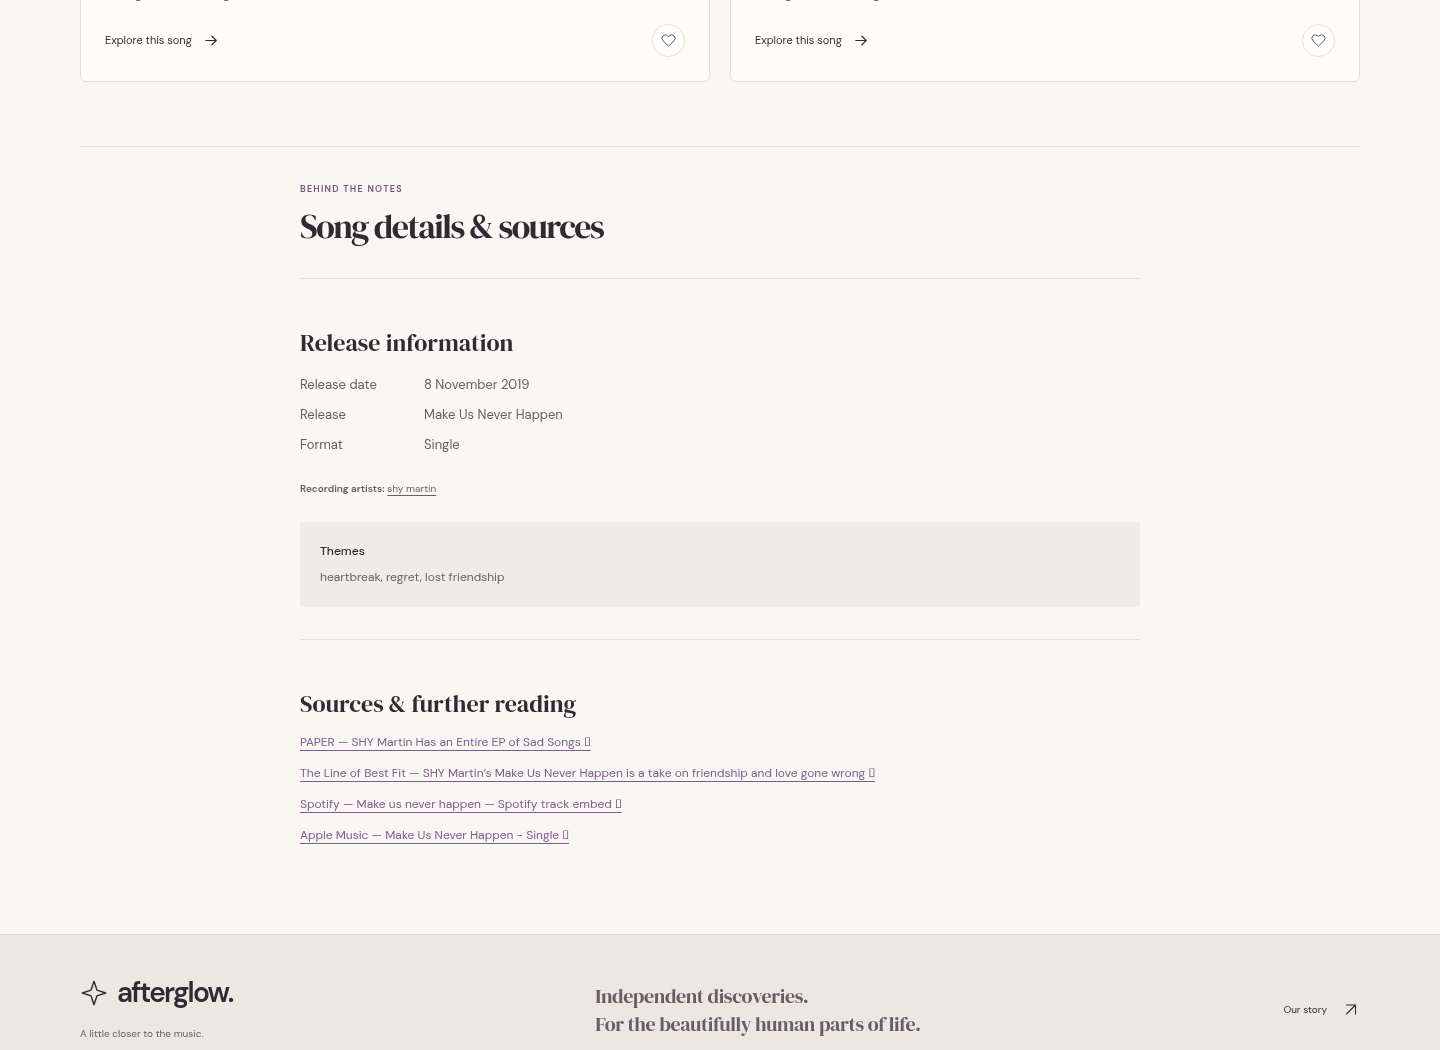 Explore this song
Explore this song
BEHIND THE NOTES
Song details & sources
Release information
Release date 8 November 2019
Release Make Us Never Happen
Format Single
Recording artists: shy martin
Themes
heartbreak, regret, lost friendship
Sources & further reading
PAPER — SHY Martin Has an Entire EP of Sad Songs
The Line of Best Fit — SHY Martin’s Make Us Never Happen is a take on friendship and love gone wrong
Spotify — Make us never happen — Spotify track embed
Apple Music — Make Us Never Happen - Single
afterglow.
A little closer to the music.
Independent discoveries.
For the beautifully human parts of life.
Our story